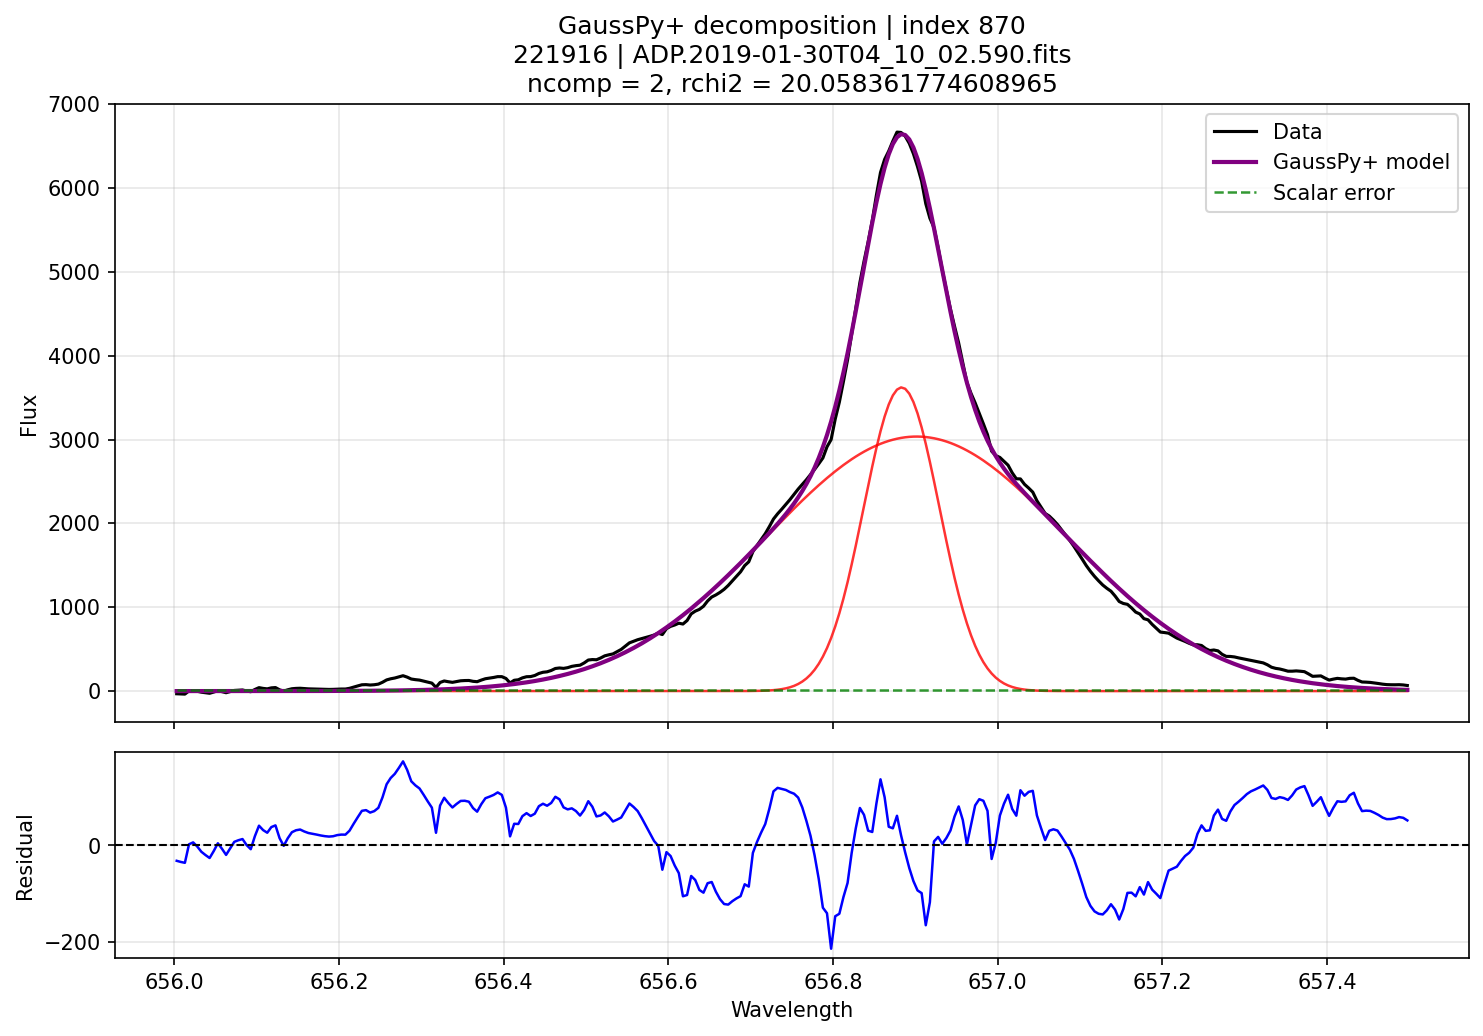 GaussPy+ decomposition | index 870
221916 | ADP.2019-01-30T04_10_02.590.fits
ncomp = 2, rchi2 = 20.058361774608965
7000
6000
5000
4000
3000
2000
1000
0
Flux
Data
GaussPy+ model
Scalar error
0
−200
Residual
656.0
656.2
656.4
656.6
656.8
657.0
657.2
657.4
Wavelength